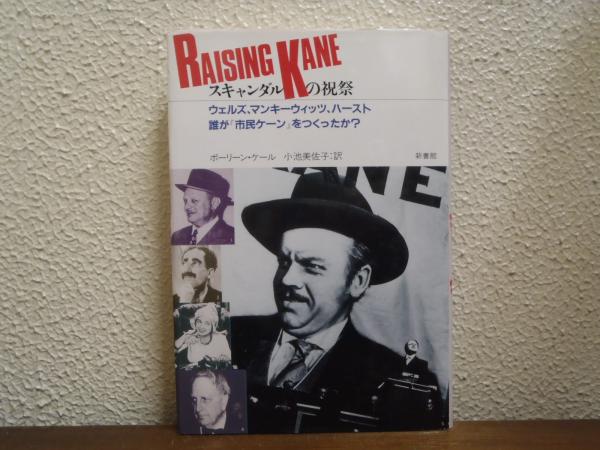 RAISING KANE
スキャンダルの祝祭
ウェルズ、マンキーウィッツ、ハースト
誰が『市民ケーン』をつくったか?
ポーリーン・ケール 小池美佐子:訳 新書館
KANE